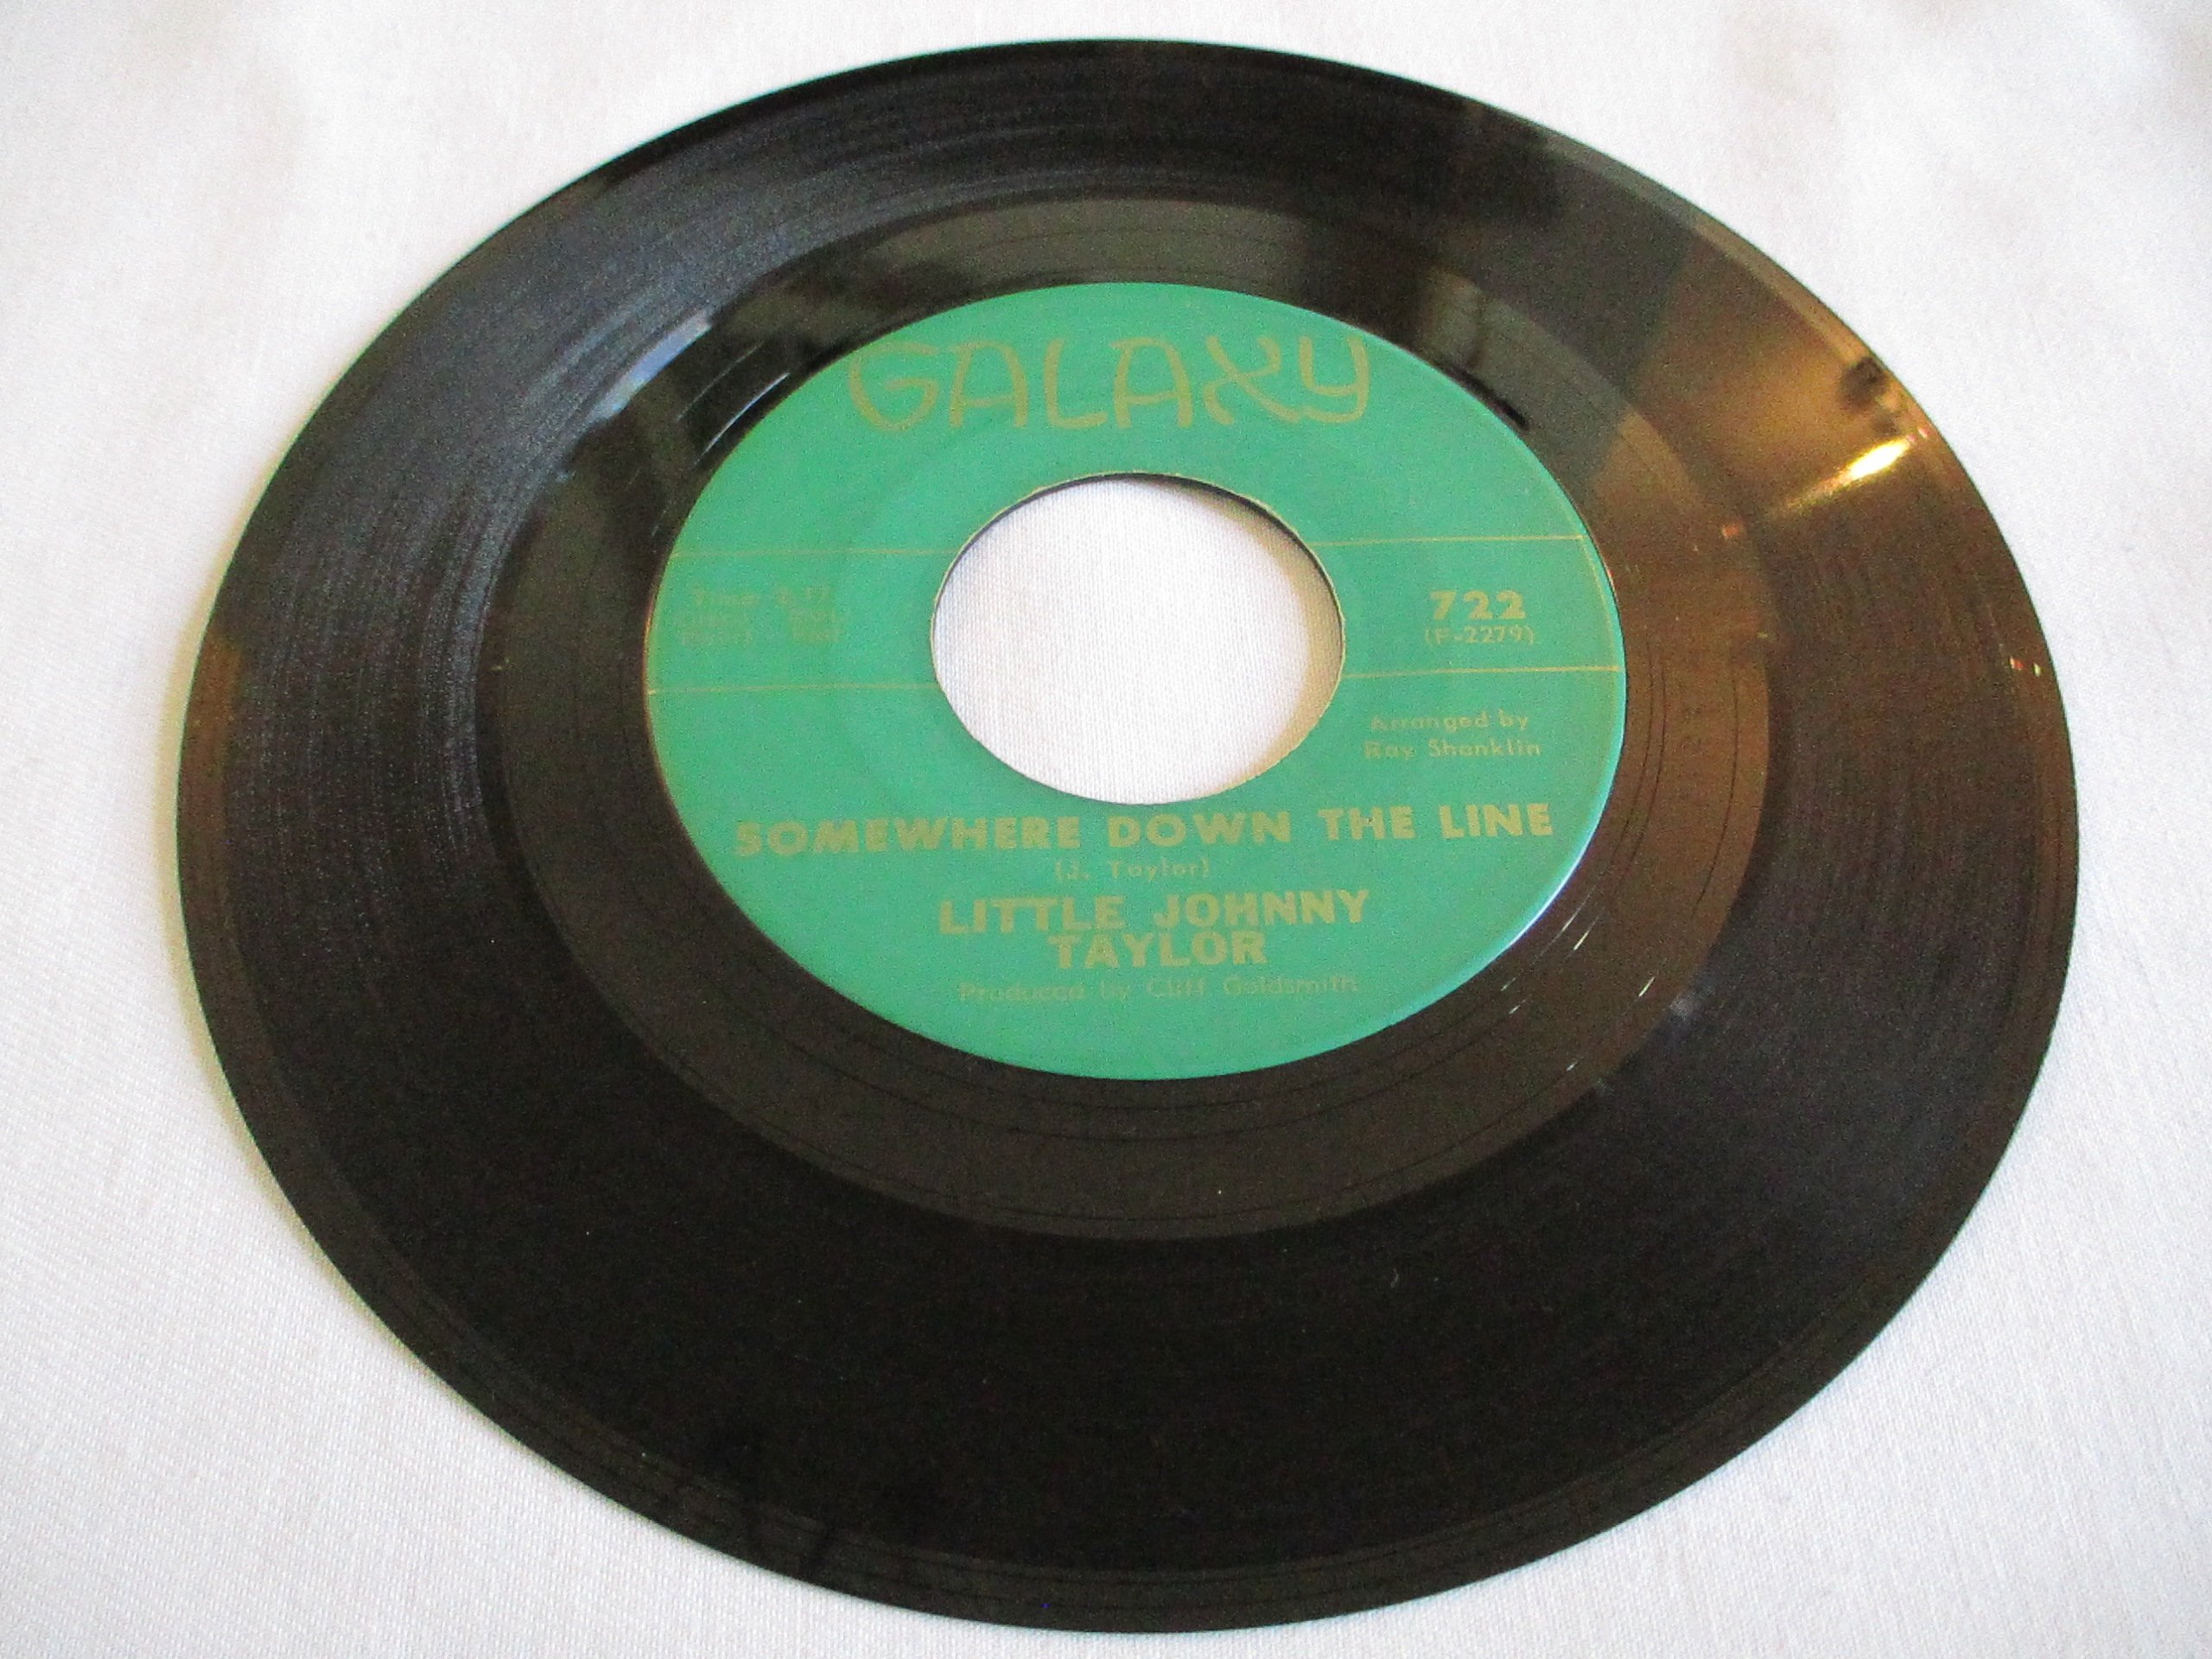 GALAXY
Time
722
(F-2279)
Arranged by
Ray Shanklin
SOMEWHERE DOWN THE LINE
(J. Taylor)
LITTLE JOHNNY
TAYLOR
Produced by Cliff Goldsmith